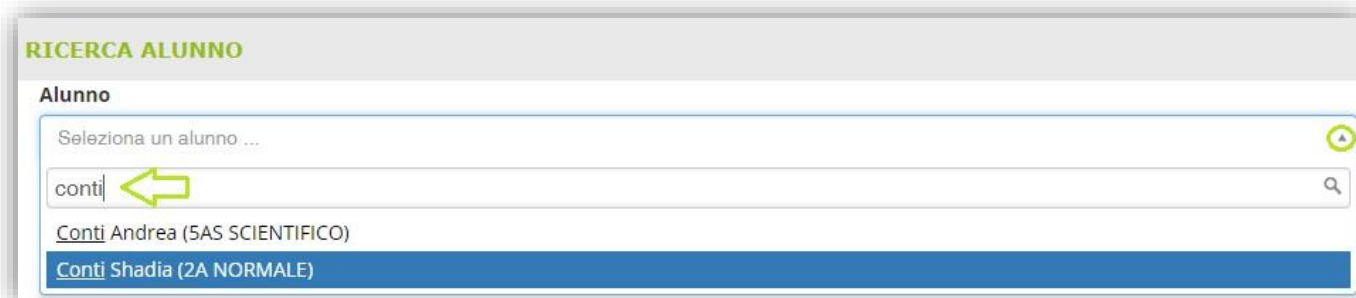 RICERCA ALUNNO
Alunno
Seleziona un alunno ...
conti
Conti Andrea (5AS SCIENTIFICO)
Conti Shadia (2A NORMALE)